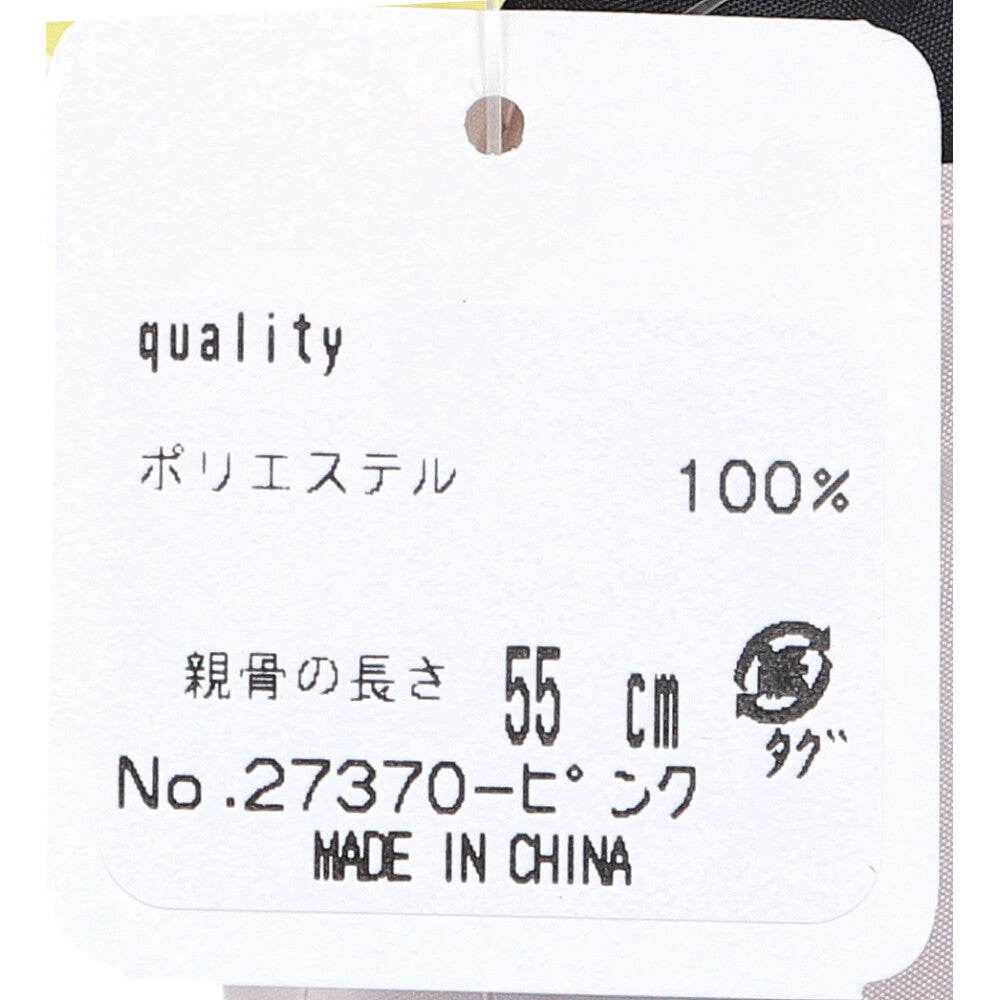 quality
ポリエステル 100%
親骨の長さ 55 cm
タグ
No.27370-ピンク
MADE IN CHINA